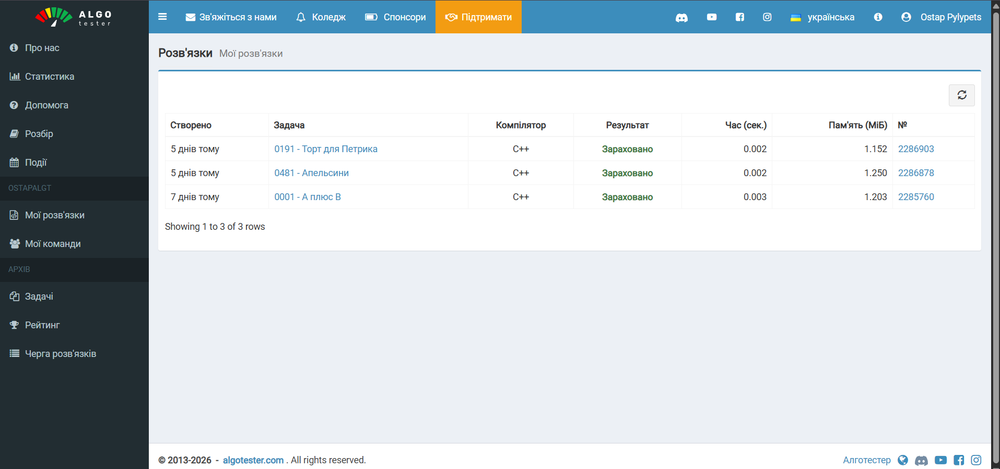 ALGO
tester
Зв'яжіться з нами
Коледж
Спонсори
Підтримати
українська
Ostap Pylypets
Про нас
Статистика
Допомога
Розбір
Події
OSTAPALGT
Мої розв'язки
Мої команди
АРХІВ
Задачі
Рейтинг
Черга розв'язків
Розв'язки Мої розв'язки
Створено Задача Компілятор Результат Час (сек.) Пам'ять (МіБ) №
5 днів тому 0191 - Торт для Петрика C++ Зараховано 0.002 1.152 2286903
5 днів тому 0481 - Апельсини C++ Зараховано 0.002 1.250 2286878
7 днів тому 0001 - А плюс В C++ Зараховано 0.003 1.203 2285760
Showing 1 to 3 of 3 rows
© 2013-2026 - algotester.com . All rights reserved.
Алготестер